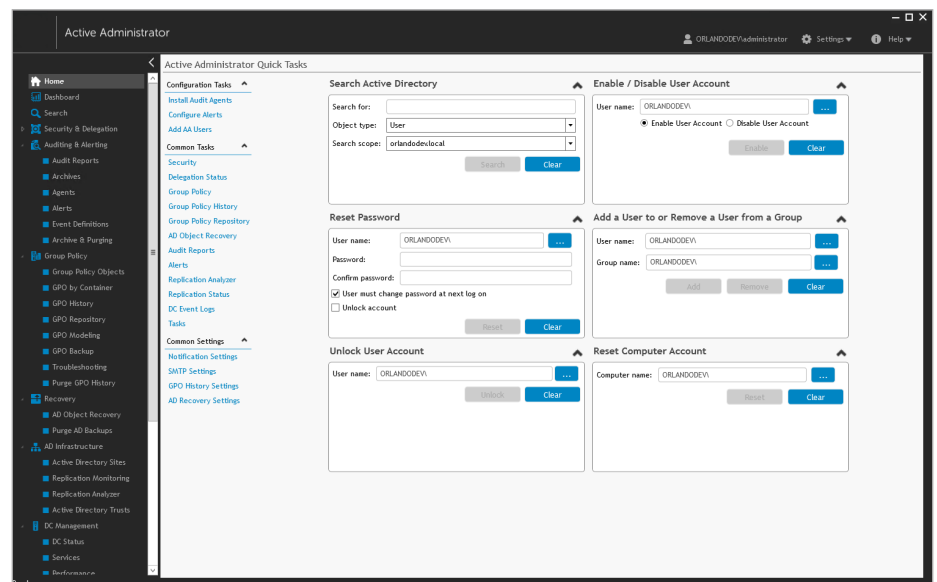 Active Administrator
ORLANDODEV\administrator
Settings
Help
Home
Dashboard
Search
Security & Delegation
Auditing & Alerting
Audit Reports
Archives
Agents
Alerts
Event Definitions
Archive & Purging
Group Policy
Group Policy Objects
GPO by Container
GPO History
GPO Repository
GPO Modeling
GPO Backup
Troubleshooting
Purge GPO History
Recovery
AD Object Recovery
Purge AD Backups
AD Infrastructure
Active Directory Sites
Replication Monitoring
Replication Analyzer
Active Directory Trusts
DC Management
DC Status
Services
Performance
Active Administrator Quick Tasks
Configuration Tasks
Install Audit Agents
Configure Alerts
Add AA Users
Common Tasks
Security
Delegation Status
Group Policy
Group Policy History
Group Policy Repository
AD Object Recovery
Audit Reports
Alerts
Replication Analyzer
Replication Status
DC Event Logs
Tasks
Common Settings
Notification Settings
SMTP Settings
GPO History Settings
AD Recovery Settings
Search Active Directory
Search for:
Object type: User
Search scope: orlandodev.local
Search Clear
Enable / Disable User Account
User name: ORLANDODEV\ ...
Enable User Account Disable User Account
Enable Clear
Reset Password
User name: ORLANDODEV\ ...
Password:
Confirm password:
User must change password at next log on
Unlock account
Reset Clear
Add a User to or Remove a User from a Group
User name: ORLANDODEV\ ...
Group name: ORLANDODEV\ ...
Add Remove Clear
Unlock User Account
User name: ORLANDODEV\ ...
Unlock Clear
Reset Computer Account
Computer name: ORLANDODEV\ ...
Reset Clear